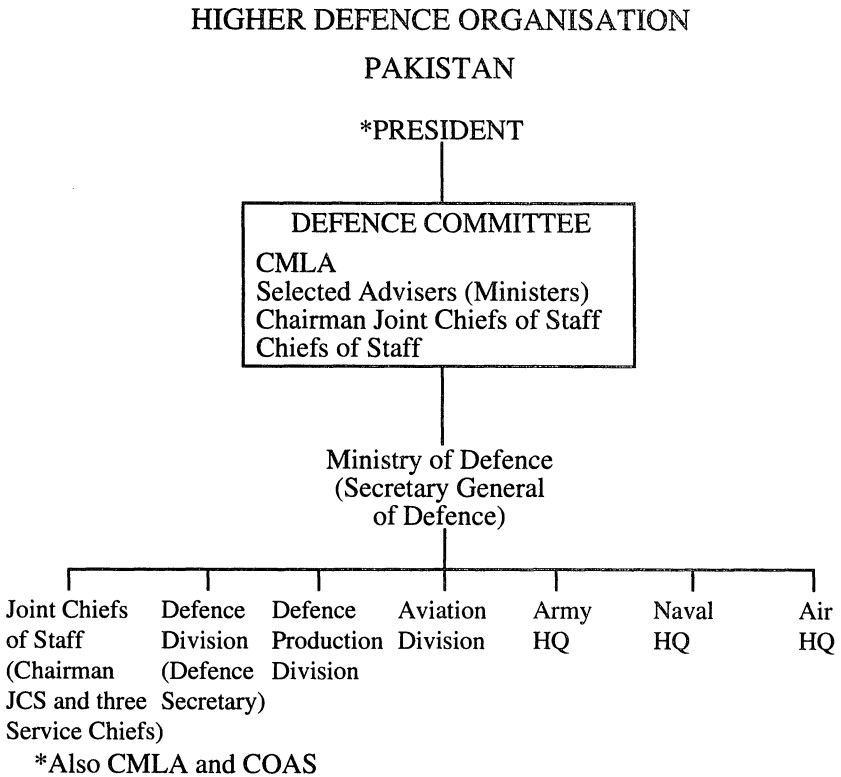 HIGHER DEFENCE ORGANISATION
PAKISTAN
*PRESIDENT
DEFENCE COMMITTEE
CMLA
Selected Advisers (Ministers)
Chairman Joint Chiefs of Staff
Chiefs of Staff
Ministry of Defence
(Secretary General
of Defence)
Joint Chiefs
of Staff
(Chairman
JCS and three
Service Chiefs)
Defence
Division
(Defence
Secretary)
Defence
Production
Division
Aviation
Division
Army
HQ
Naval
HQ
Air
HQ
*Also CMLA and COAS